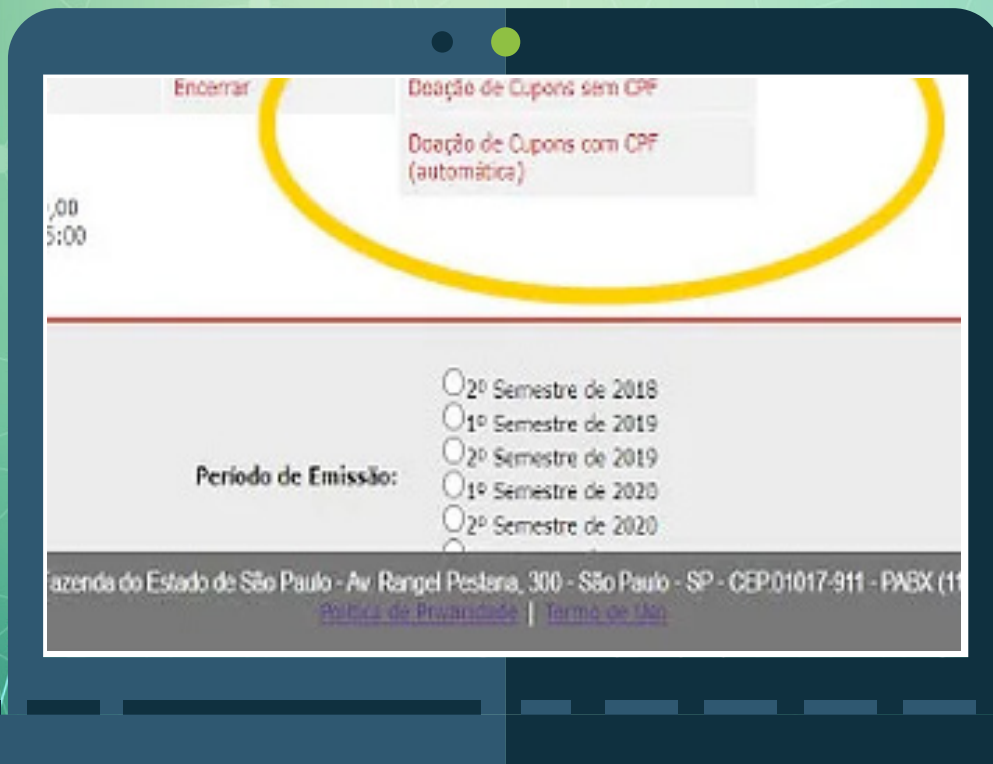 Encerrar
Doação de Cupons sem CPF
Doação de Cupons com CPF
(automática)
,00
5:00
2º Semestre de 2018
1º Semestre de 2019
2º Semestre de 2019
Período de Emissão:
1º Semestre de 2020
2º Semestre de 2020
azenda do Estado de São Paulo - Av. Rangel Pestana, 300 - São Paulo - SP - CEP.01017-911 - PABX (11
Política de Privacidade | Termo de Uso